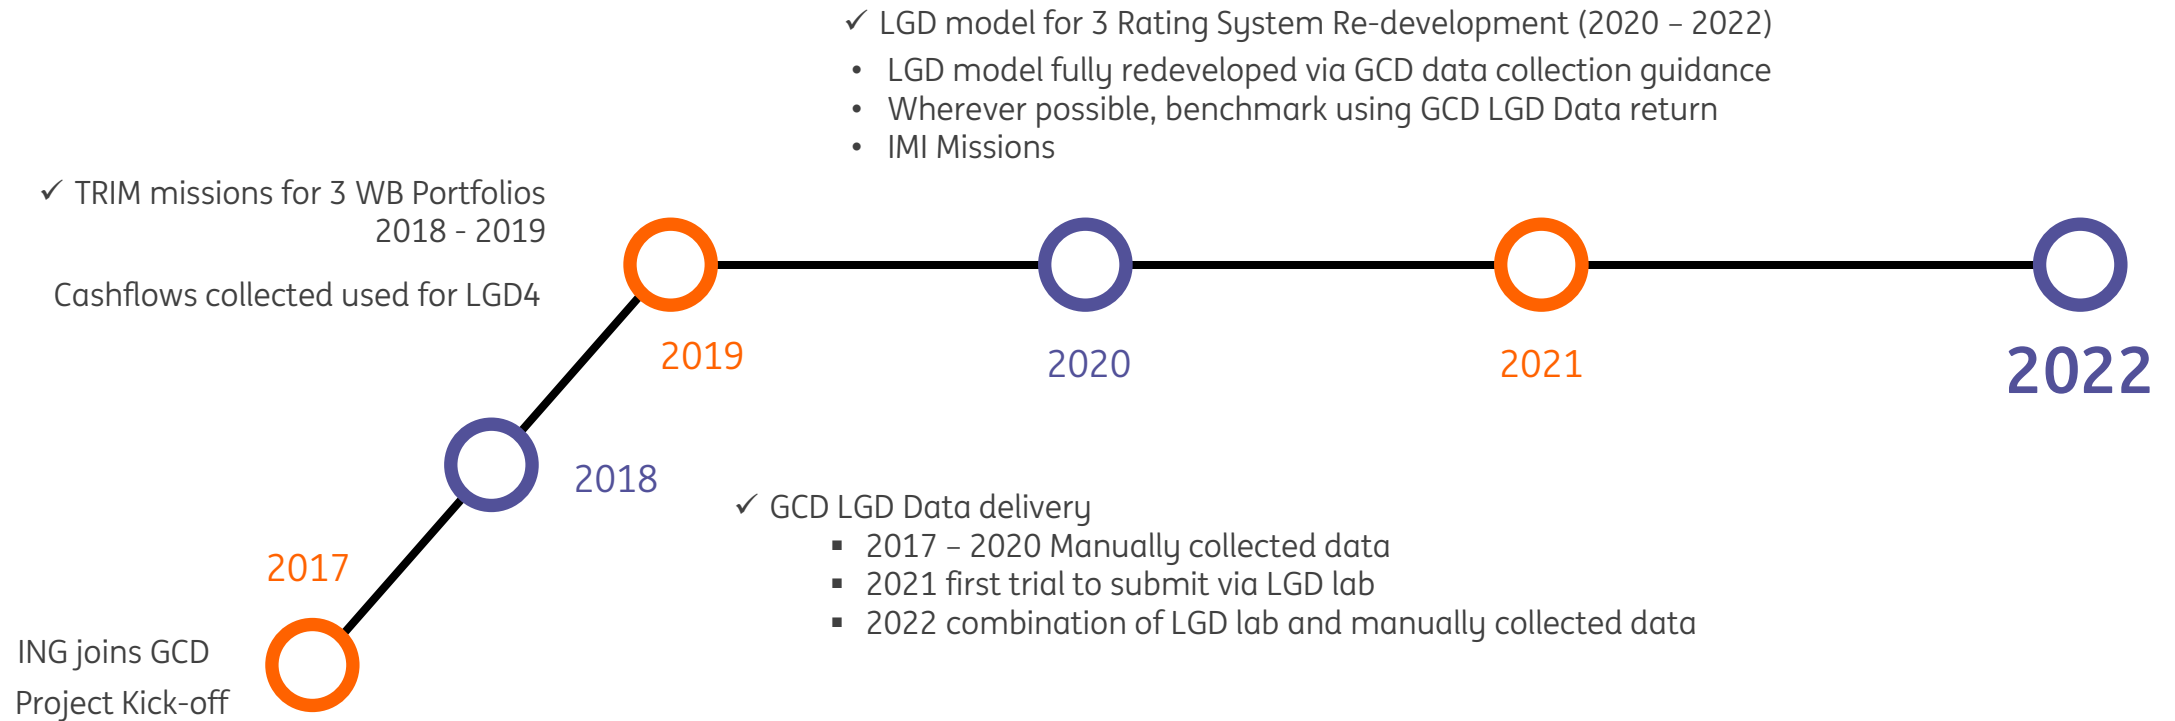 ✓ LGD model for 3 Rating System Re-development (2020 – 2022)
• LGD model fully redeveloped via GCD data collection guidance
• Wherever possible, benchmark using GCD LGD Data return
• IMI Missions
✓ TRIM missions for 3 WB Portfolios
2018 - 2019
Cashflows collected used for LGD4
2019
2020
2021
2022
2018
2017
✓ GCD LGD Data delivery
▪ 2017 – 2020 Manually collected data
▪ 2021 first trial to submit via LGD lab
▪ 2022 combination of LGD lab and manually collected data
ING joins GCD
Project Kick-off